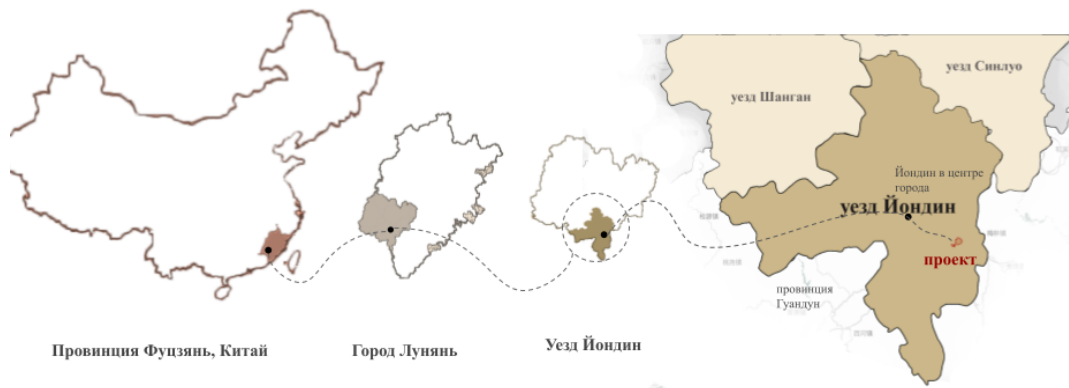 уезд Синлуо
уезд Шанган
Йондин в центре
города
уезд Йондин
проект
провинция
Гуандун
Провинция Фуцзянь, Китай
Город Лунянь
Уезд Йондин